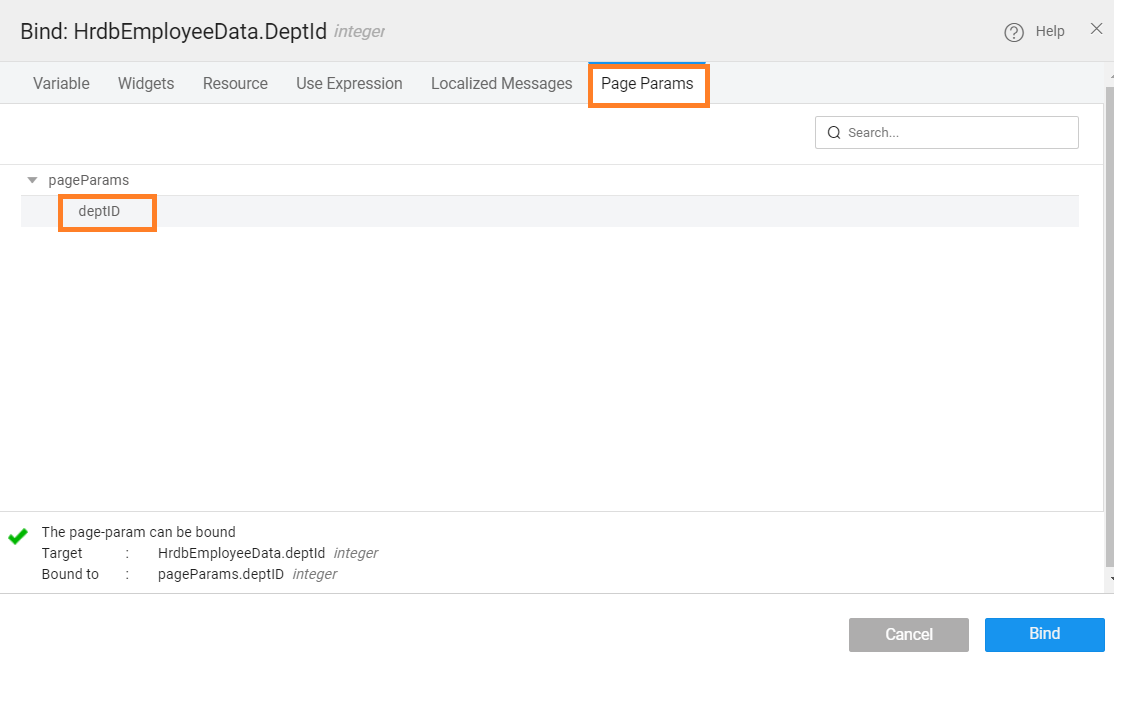 Bind: HrdbEmployeeData.DeptId integer
Help
Variable Widgets Resource Use Expression Localized Messages Page Params
Search...
pageParams
deptID
The page-param can be bound
Target : HrdbEmployeeData.deptId integer
Bound to : pageParams.deptID integer
Cancel Bind